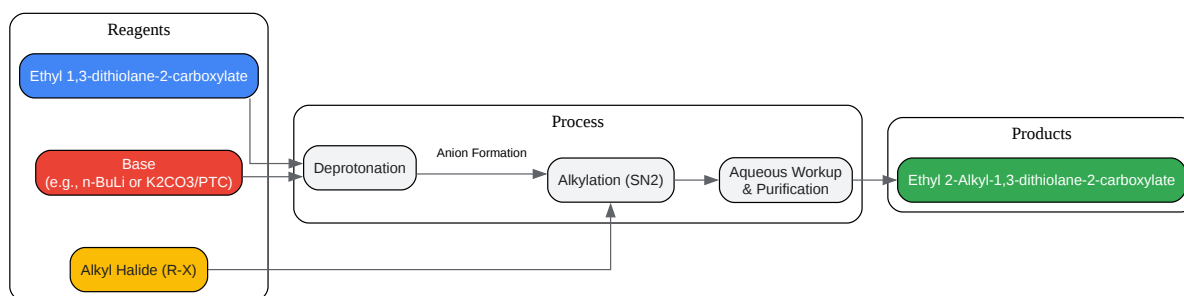 Reagents
Ethyl 1,3-dithiolane-2-carboxylate
Base
(e.g., n-BuLi or K2CO3/PTC)
Alkyl Halide (R-X)
Process
Deprotonation
Anion Formation
Alkylation (SN2)
Aqueous Workup
& Purification
Products
Ethyl 2-Alkyl-1,3-dithiolane-2-carboxylate